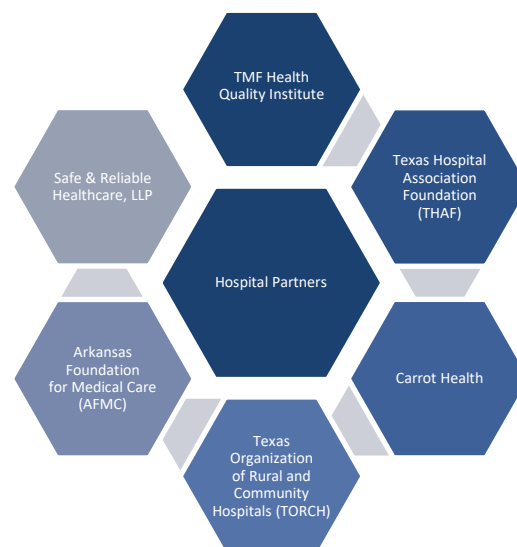 TMF Health
Quality Institute
Texas Hospital
Association
Foundation
(THAF)
Carrot Health
Texas
Organization
of Rural and
Community
Hospitals (TORCH)
Arkansas
Foundation
for Medical Care
(AFMC)
Safe & Reliable
Healthcare, LLP
Hospital Partners